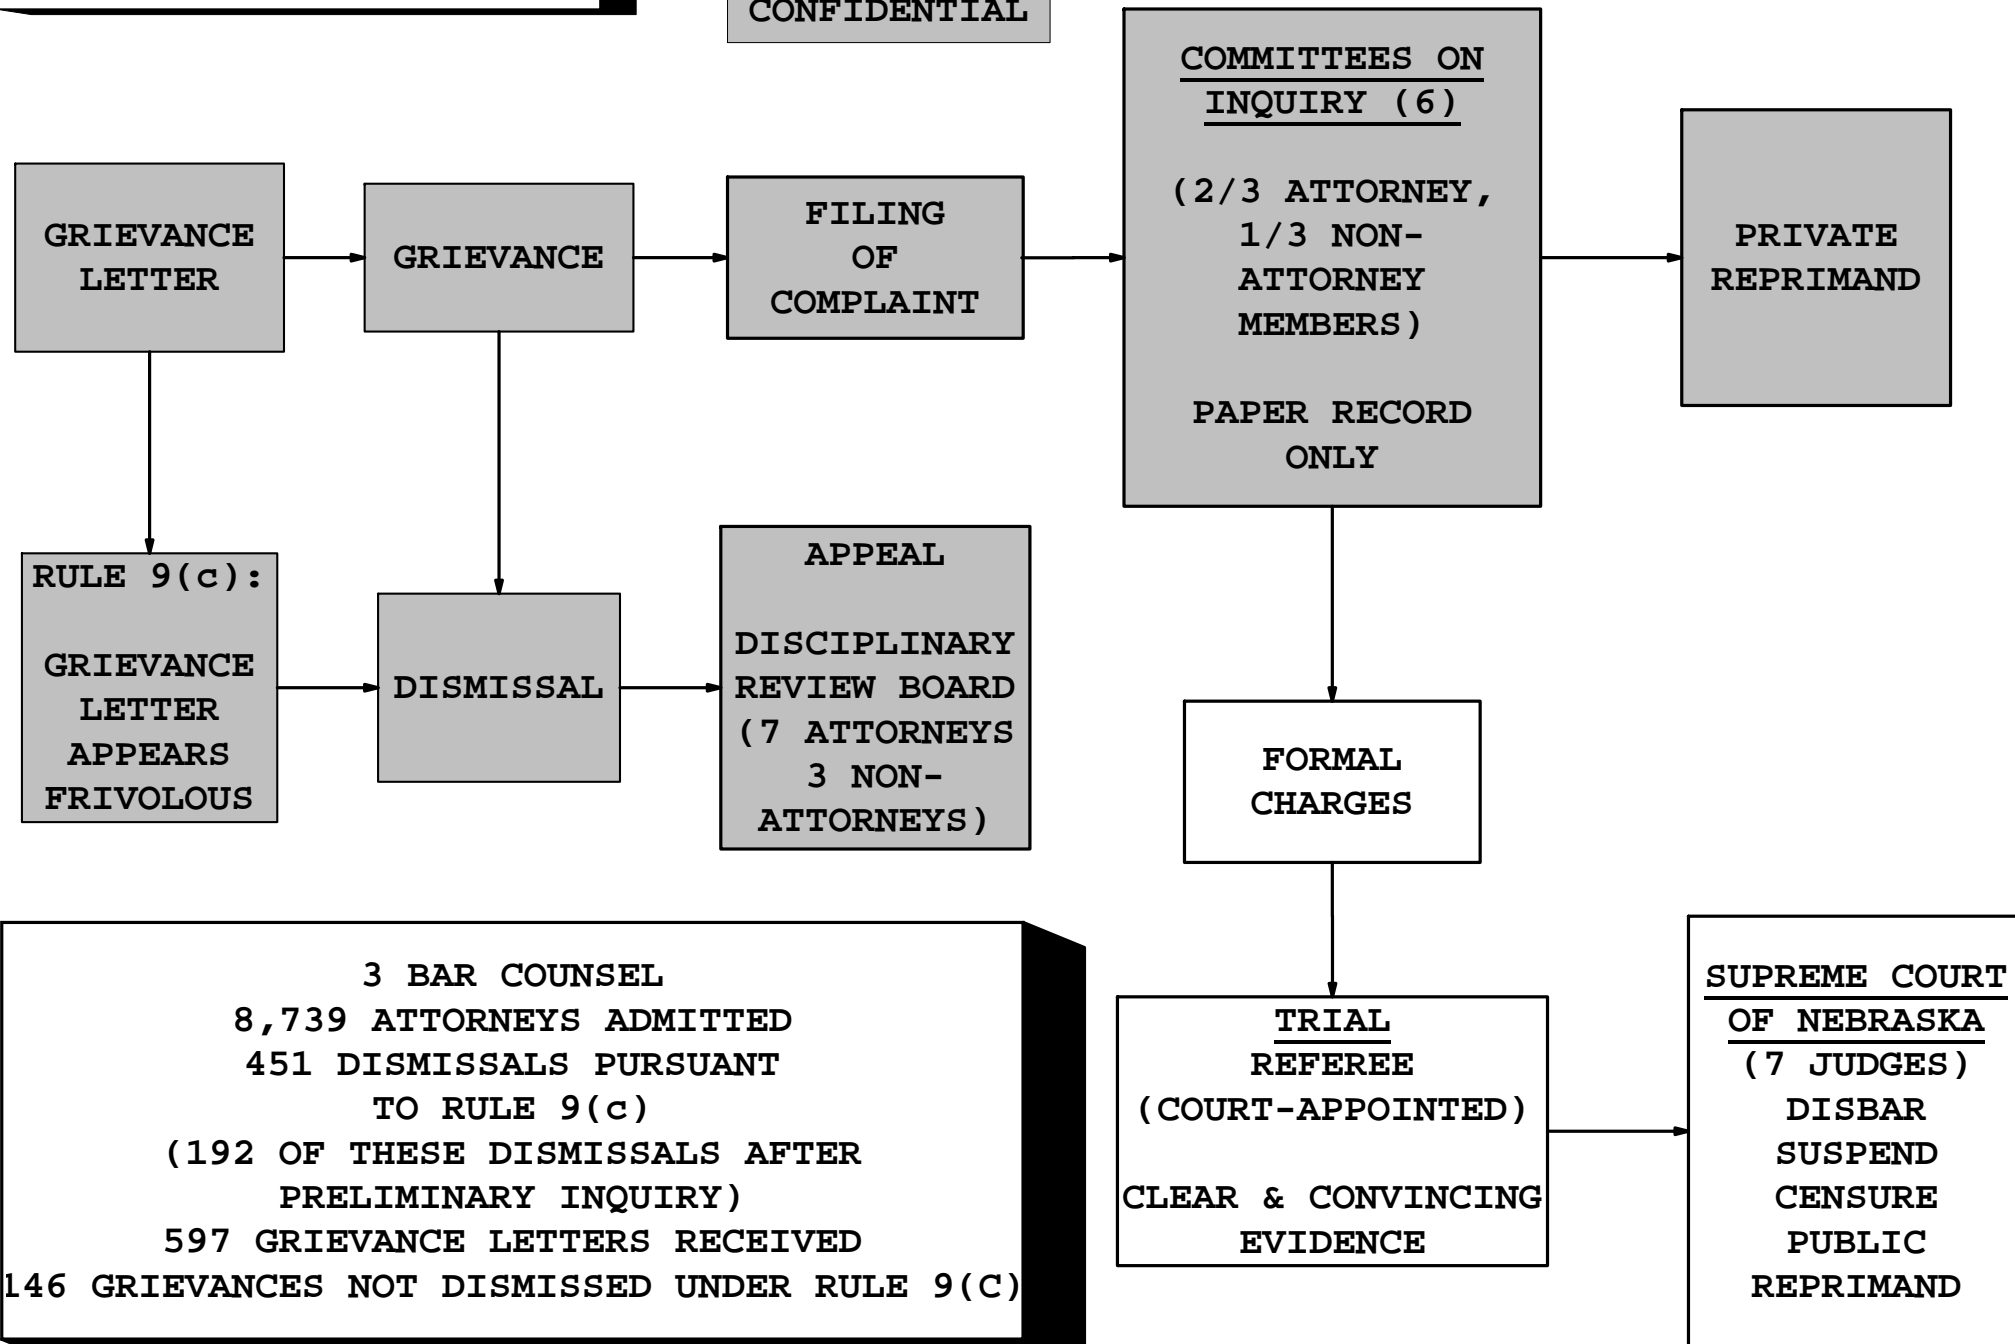 CONFIDENTIAL
GRIEVANCE
LETTER
GRIEVANCE
FILING
OF
COMPLAINT
COMMITTEES ON
INQUIRY (6)
(2/3 ATTORNEY,
1/3 NON-
ATTORNEY
MEMBERS)
PAPER RECORD
ONLY
PRIVATE
REPRIMAND
RULE 9(c):
GRIEVANCE
LETTER
APPEARS
FRIVOLOUS
DISMISSAL
APPEAL
DISCIPLINARY
REVIEW BOARD
(7 ATTORNEYS
3 NON-
ATTORNEYS)
FORMAL
CHARGES
TRIAL
REFEREE
(COURT-APPOINTED)
CLEAR & CONVINCING
EVIDENCE
SUPREME COURT
OF NEBRASKA
(7 JUDGES)
DISBAR
SUSPEND
CENSURE
PUBLIC
REPRIMAND
3 BAR COUNSEL
8,739 ATTORNEYS ADMITTED
451 DISMISSALS PURSUANT
TO RULE 9(c)
(192 OF THESE DISMISSALS AFTER
PRELIMINARY INQUIRY)
597 GRIEVANCE LETTERS RECEIVED
146 GRIEVANCES NOT DISMISSED UNDER RULE 9(C)